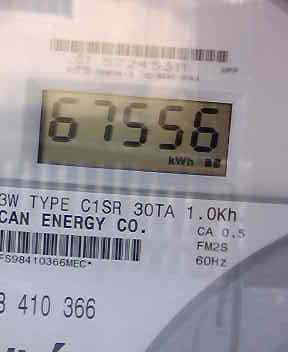 67556
kWh
3W TYPE C1SR 30TA 1.0Kh
CAN ENERGY CO.
CA 0.5
FM2S
FS98410366MEC*
60Hz
3 410 366